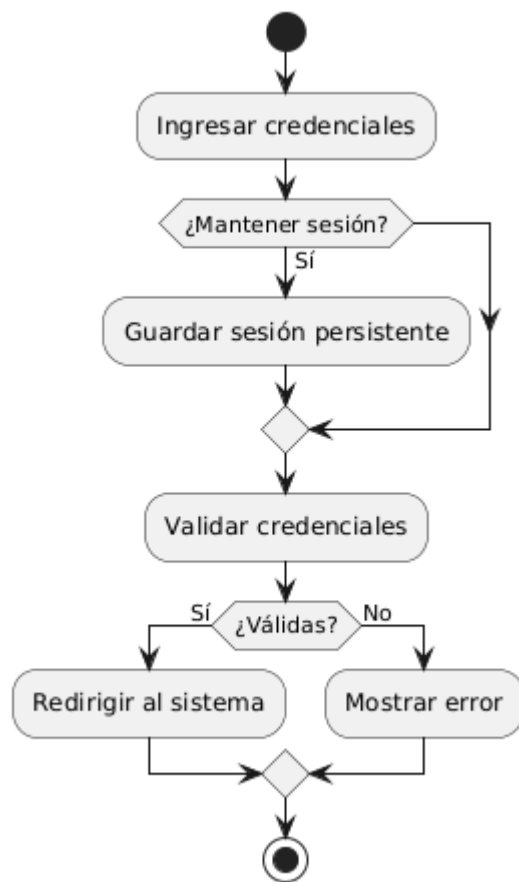 Ingresar credenciales
¿Mantener sesión?
Sí
Guardar sesión persistente
Validar credenciales
Sí
¿Válidas?
No
Redirigir al sistema
Mostrar error